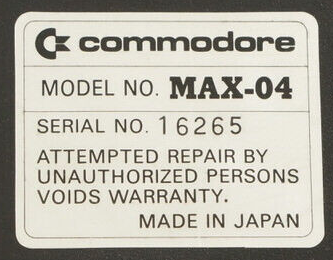 commodore
MODEL NO. MAX-04
SERIAL NO. 16265
ATTEMPTED REPAIR BY
UNAUTHORIZED PERSONS
VOIDS WARRANTY.
MADE IN JAPAN